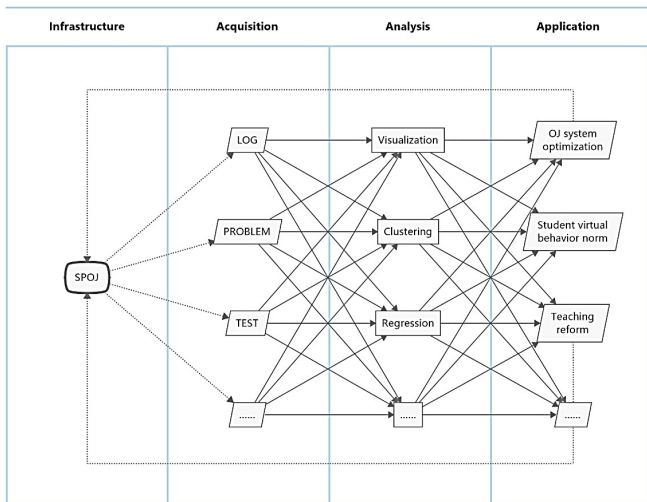 Infrastructure
Acquisition
Analysis
Application
LOG
Visualization
OJ system
optimization
PROBLEM
Clustering
Student virtual
behavior norm
SPOJ
TEST
Regression
Teaching
reform
......
......
......